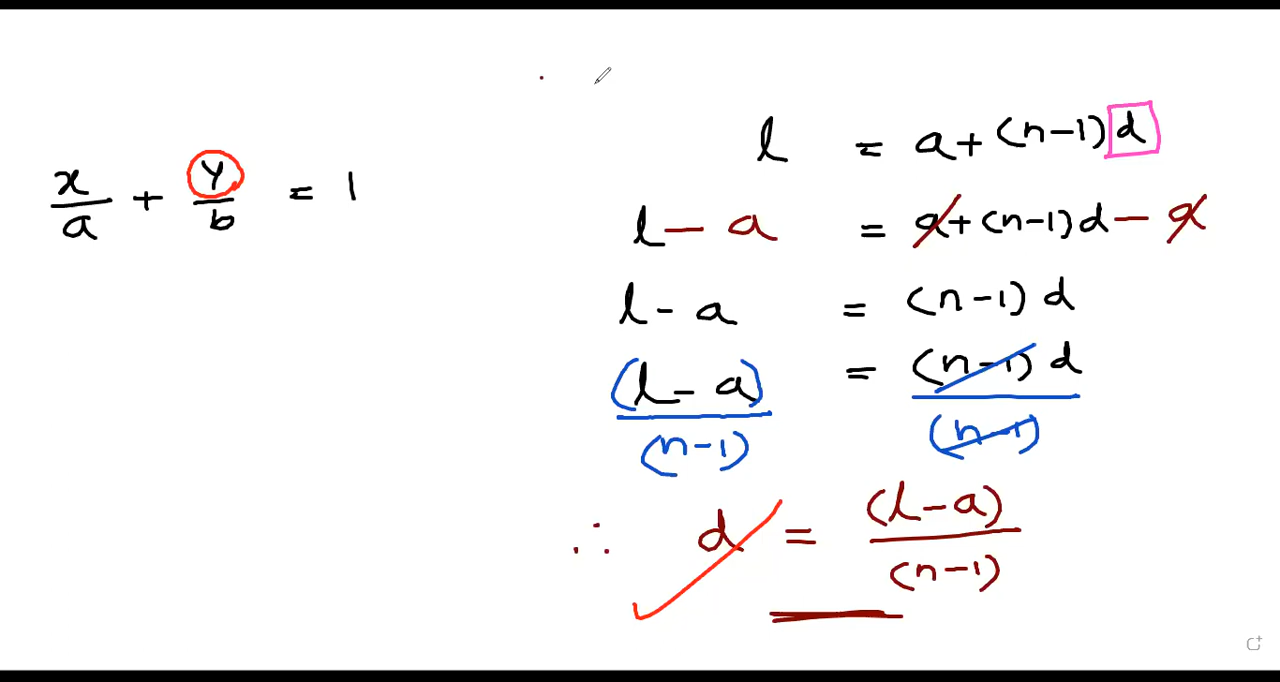 x/a + y/b = 1
l = a + (n-1) d
l - a = a + (n-1) d - a
l - a = (n-1) d
(l - a)/(n-1) = (n-1) d/(n-1)
∴ d = (l - a)/(n-1)